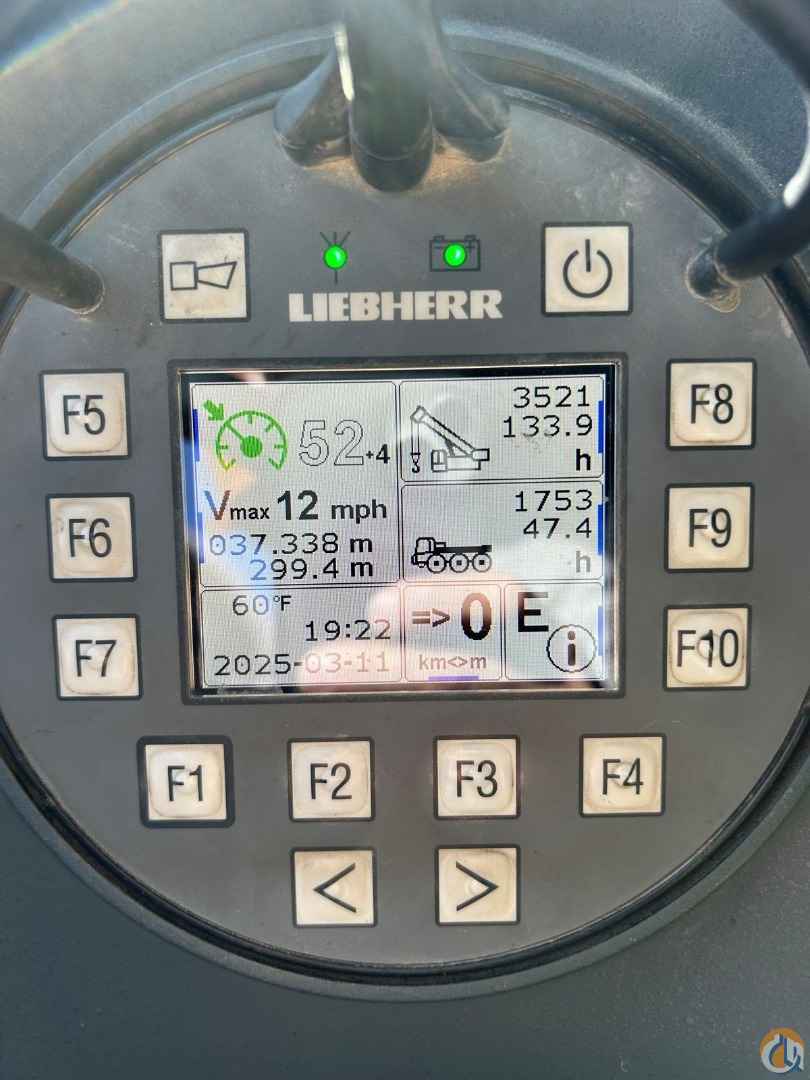 LIEBHERR
F5
F8
F6
F9
F7
F10
52+4
Vmax 12 mph
037.338 m
299.4 m
3521
133.9
h
1753
47.4
h
60°F
19:22
2025-03-11
=> 0
km<>m
E
i
F1
F2
F3
F4
<
>